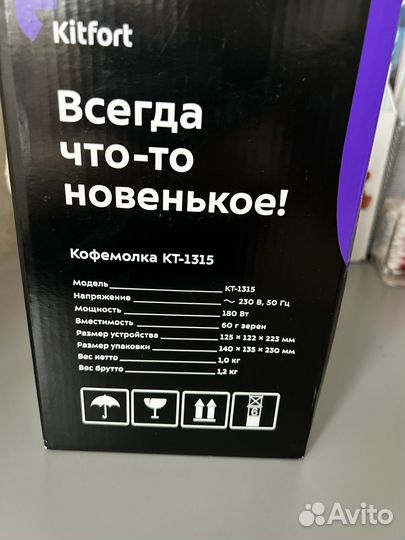 Kitfort
Всегда
что-то
новенькое!
Кофемолка КТ-1315
Модель КТ-1315
Напряжение ~ 230 В, 50 Гц
Мощность 180 Вт
Вместимость 60 г зерен
Размер устройства 125 × 122 × 223 мм
Размер упаковки 140 × 135 × 230 мм
Вес нетто 1,0 кг
Вес брутто 1,2 кг
6
Avito